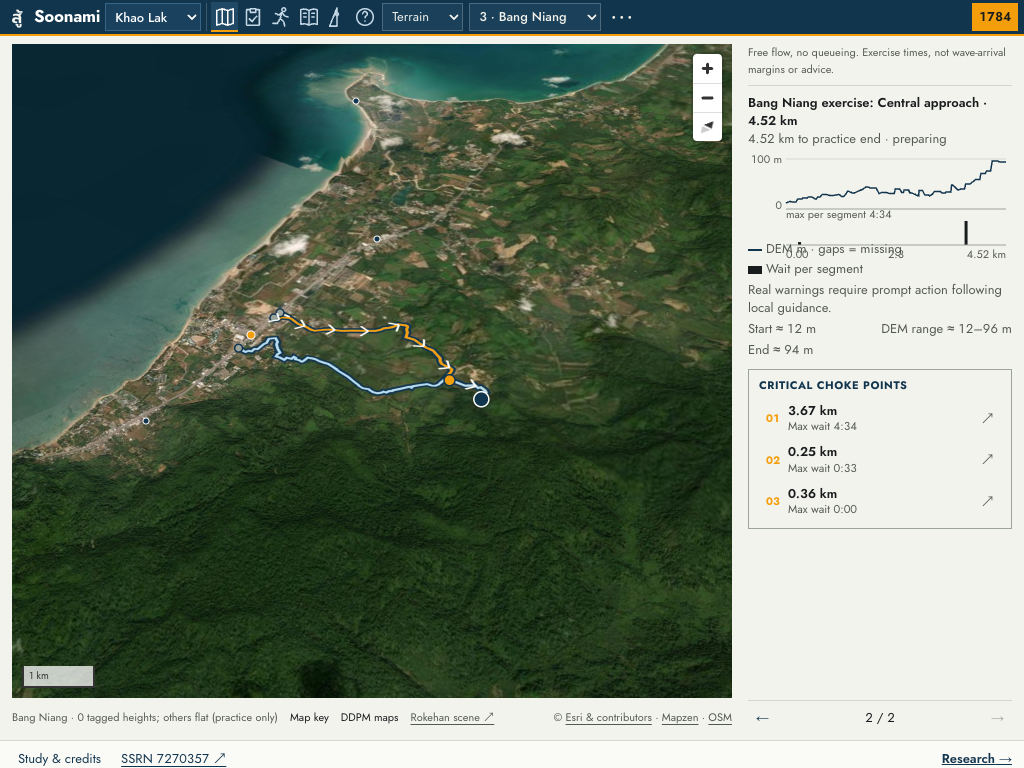 สู้ Soonami Khao Lak Terrain 3 · Bang Niang ··· 1784
Free flow, no queueing. Exercise times, not wave-arrival
margins or advice.
Bang Niang exercise: Central approach ·
4.52 km
4.52 km to practice end · preparing
100 m
0
max per segment 4:34
DEM m · gaps = missing
0.00 2.3 4.52 km
Wait per segment
Real warnings require prompt action following
local guidance.
Start ≈ 12 m DEM range ≈ 12–96 m
End ≈ 94 m
CRITICAL CHOKE POINTS
01 3.67 km ↗
Max wait 4:34
02 0.25 km ↗
Max wait 0:33
03 0.36 km ↗
Max wait 0:00
1 km
Bang Niang · 0 tagged heights; others flat (practice only) Map key DDPM maps Rokehan scene ↗ © Esri & contributors · Mapzen · OSM
← 2 / 2 →
Study & credits SSRN 7270357 ↗ Research →